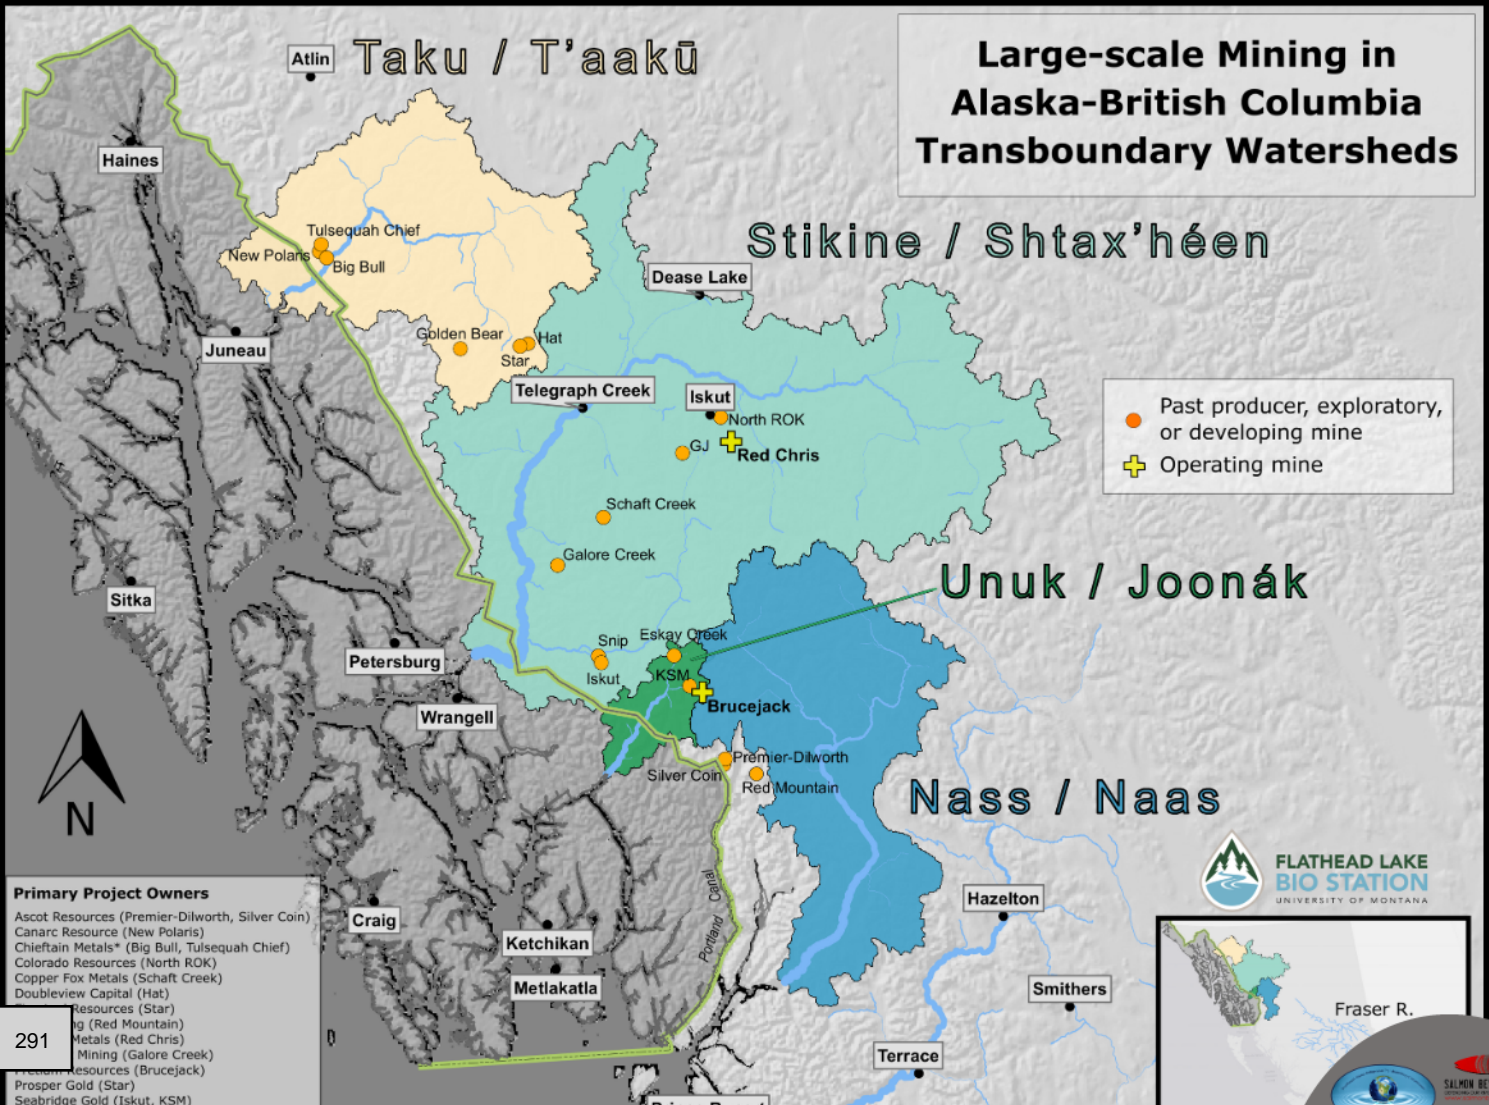 Large-scale Mining in
Alaska-British Columbia
Transboundary Watersheds
Taku / T'aakū
Atlin
Haines
Tulsequah Chief
New Polaris
Big Bull
Stikine / Shtax'héen
Dease Lake
Juneau
Golden Bear
Hat
Star
Telegraph Creek
Iskut
North ROK
GJ
Red Chris
Past producer, exploratory,
or developing mine
Operating mine
Schaft Creek
Galore Creek
Unuk / Joonák
Sitka
Snip
Eskay Creek
Petersburg
Iskut
KSM
Brucejack
Wrangell
Premier-Dilworth
Silver Coin
Red Mountain
Nass / Naas
N
FLATHEAD LAKE
BIO STATION
UNIVERSITY OF MONTANA
Portland Canal
Hazelton
Craig
Ketchikan
Metlakatla
Smithers
Terrace
Fraser R.
Primary Project Owners
Ascot Resources (Premier-Dilworth, Silver Coin)
Canarc Resource (New Polaris)
Chieftain Metals* (Big Bull, Tulsequah Chief)
Colorado Resources (North ROK)
Copper Fox Metals (Schaft Creek)
Doubleview Capital (Hat)
Resources (Star)
(Red Mountain)
Metals (Red Chris)
Mining (Galore Creek)
Resources (Brucejack)
Prosper Gold (Star)
Seabridge Gold (Iskut, KSM)
291
SALMON